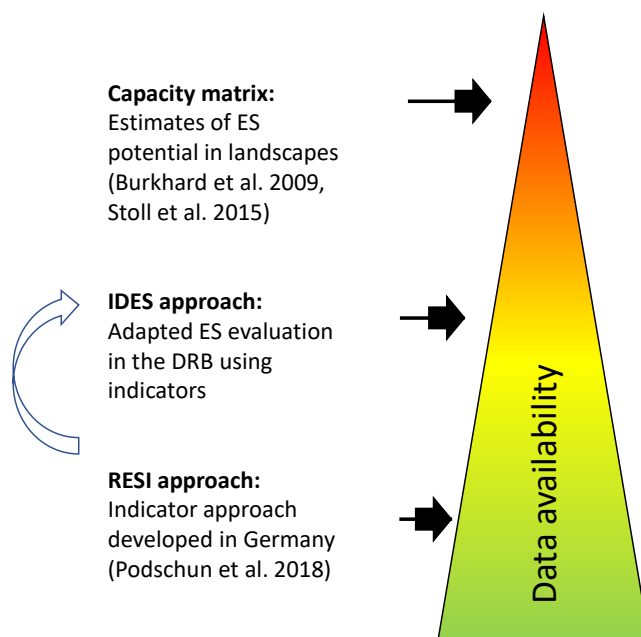 Capacity matrix:
Estimates of ES
potential in landscapes
(Burkhard et al. 2009,
Stoll et al. 2015)
IDES approach:
Adapted ES evaluation
in the DRB using
indicators
RESI approach:
Indicator approach
developed in Germany
(Podschun et al. 2018)
Data availability